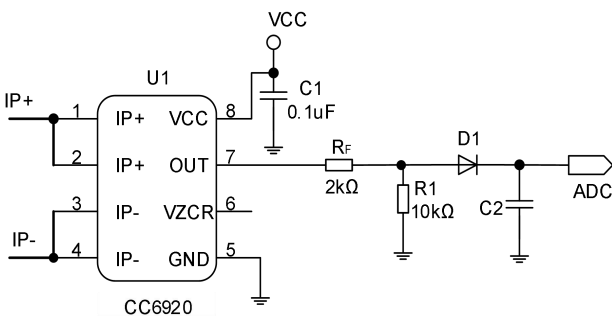 VCC
U1
C1
0.1uF
IP+
1 IP+ VCC 8
2 IP+ OUT 7
RF
2kΩ
D1
R1
10kΩ
C2
ADC
3 IP- VZCR 6
IP-
4 IP- GND 5
CC6920